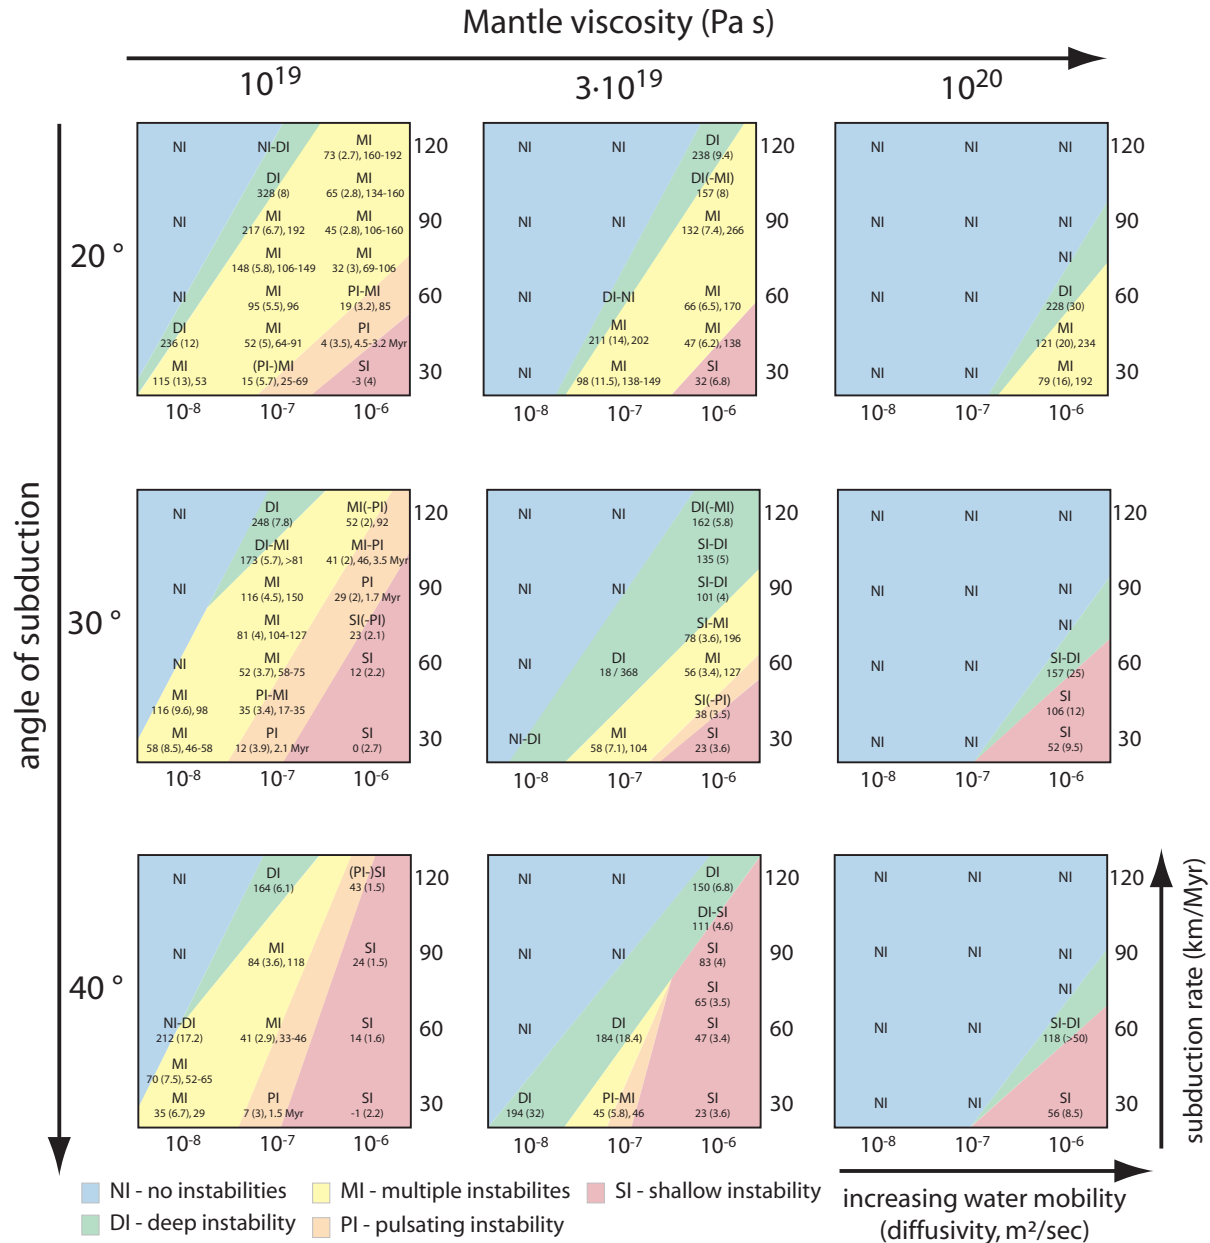 Mantle viscosity (Pa s)
10^19
3·10^19
10^20
angle of subduction
20 °
NI
NI-DI
MI
120
73 (2.7), 160-192
DI
MI
328 (8)
65 (2.8), 134-160
NI
MI
MI
90
217 (6.7), 192
45 (2.8), 106-160
MI
MI
148 (5.8), 106-149
32 (3), 69-106
NI
MI
PI-MI
60
95 (5.5), 96
19 (3.2), 85
DI
MI
PI
236 (12)
52 (5), 64-91
4 (3.5), 4.5-3.2 Myr
MI
(PI-)MI
SI
30
115 (13), 53
15 (5.7), 25-69
-3 (4)
10^-8
10^-7
10^-6
NI
NI
DI
120
238 (9.4)
DI(-MI)
157 (8)
NI
NI
MI
90
132 (7.4), 266
NI
DI-NI
MI
60
66 (6.5), 170
MI
MI
211 (14), 202
47 (6.2), 138
NI
MI
SI
30
98 (11.5), 138-149
32 (6.8)
10^-8
10^-7
10^-6
NI
NI
NI
120
NI
NI
NI
90
NI
NI
NI
DI
60
228 (30)
MI
121 (20), 234
NI
NI
MI
30
79 (16), 192
10^-8
10^-7
10^-6
30 °
NI
DI
MI(-PI)
120
248 (7.8)
52 (2), 92
DI-MI
MI-PI
173 (5.7), >81
41 (2), 46, 3.5 Myr
NI
MI
PI
90
116 (4.5), 150
29 (2), 1.7 Myr
MI
SI(-PI)
81 (4), 104-127
23 (2.1)
NI
MI
SI
60
52 (3.7), 58-75
12 (2.2)
MI
PI-MI
116 (9.6), 98
35 (3.4), 17-35
MI
PI
SI
30
58 (8.5), 46-58
12 (3.9), 2.1 Myr
0 (2.7)
10^-8
10^-7
10^-6
NI
NI
DI(-MI)
120
162 (5.8)
SI-DI
135 (5)
NI
NI
SI-DI
90
101 (4)
SI-MI
78 (3.6), 196
NI
DI
MI
60
18 / 368
56 (3.4), 127
SI(-PI)
38 (3.5)
NI-DI
MI
SI
30
58 (7.1), 104
23 (3.6)
10^-8
10^-7
10^-6
NI
NI
NI
120
NI
NI
NI
90
NI
NI
NI
SI-DI
60
157 (25)
SI
106 (12)
NI
NI
SI
30
52 (9.5)
10^-8
10^-7
10^-6
40 °
NI
DI
(PI-)SI
120
164 (6.1)
43 (1.5)
NI
MI
SI
90
84 (3.6), 118
24 (1.5)
NI-DI
MI
SI
60
212 (17.2)
41 (2.9), 33-46
14 (1.6)
MI
70 (7.5), 52-65
MI
PI
SI
30
35 (6.7), 29
7 (3), 1.5 Myr
-1 (2.2)
10^-8
10^-7
10^-6
NI
NI
DI
120
150 (6.8)
DI-SI
111 (4.6)
NI
NI
SI
90
83 (4)
SI
65 (3.5)
NI
DI
SI
60
184 (18.4)
47 (3.4)
DI
PI-MI
SI
30
194 (32)
45 (5.8), 46
23 (3.6)
10^-8
10^-7
10^-6
NI
NI
NI
120
NI
NI
NI
90
NI
NI
NI
SI-DI
60
118 (>50)
NI
NI
SI
30
56 (8.5)
10^-8
10^-7
10^-6
subduction rate (km/Myr)
increasing water mobility
(diffusivity, m²/sec)
NI - no instabilities
MI - multiple instabilites
SI - shallow instability
DI - deep instability
PI - pulsating instability